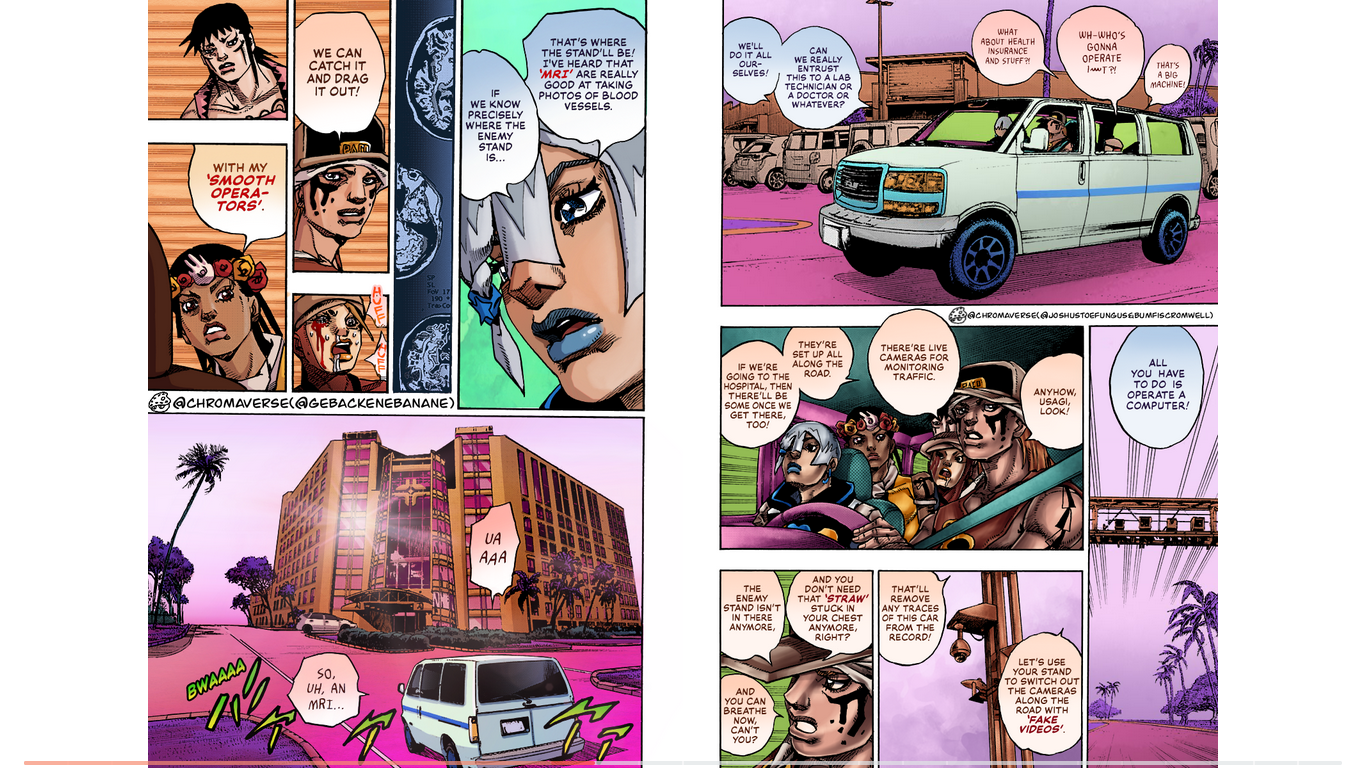 THAT'S WHERE
THE STAND'LL BE!
I'VE HEARD THAT
'MRI' ARE REALLY
GOOD AT TAKING
PHOTOS OF BLOOD
VESSELS.
IF
WE KNOW
PRECISELY
WHERE THE
ENEMY
STAND
IS...
SL
FoV 17
190
WE CAN
CATCH IT
AND DRAG
IT OUT!
HUFF
WITH MY
'SMOOTH
OPERA-
TORS'.
@CHROMAVERSE(@GEBACKENEBANANE)
UA
AAA
SO,
UH, AN
MRI...
BWAAAA
THAT'S
A BIG
MACHINE!
WH-WHO'S
GONNA
OPERATE
WHAT
ABOUT HEALTH
INSURANCE
AND STUFF?!
CAN
WE REALLY
ENTRUST
THIS TO A LAB
TECHNICIAN OR
A DOCTOR OR
WHATEVER?
WE'LL
DO IT ALL
OUR-
SELVES!
@CHROMAVERSE(@JOSHUSTOEFUNGUS&BUMFISCROMWELL)
ALL
YOU HAVE
TO DO IS
OPERATE A
COMPUTER!
ANYHOW,
USAGI,
LOOK!
THERE'RE LIVE
CAMERAS FOR
MONITORING
TRAFFIC.
THEY'RE
SET UP ALL
ALONG THE
ROAD.
IF WE'RE
GOING TO THE
HOSPITAL, THEN
THERE'LL BE
SOME ONCE WE
GET THERE,
TOO!
LET'S USE
YOUR STAND
TO SWITCH OUT
THE CAMERAS
ALONG THE
ROAD WITH
'FAKE
VIDEOS'.
THAT'LL
REMOVE
ANY TRACES
OF THIS CAR
FROM THE
RECORD!
AND YOU
DON'T NEED
THAT 'STRAW'
STUCK IN
YOUR CHEST
ANYMORE,
RIGHT?
THE
ENEMY
STAND ISN'T
IN THERE
ANYMORE,
AND
YOU CAN
BREATHE
NOW,
CAN'T
YOU?